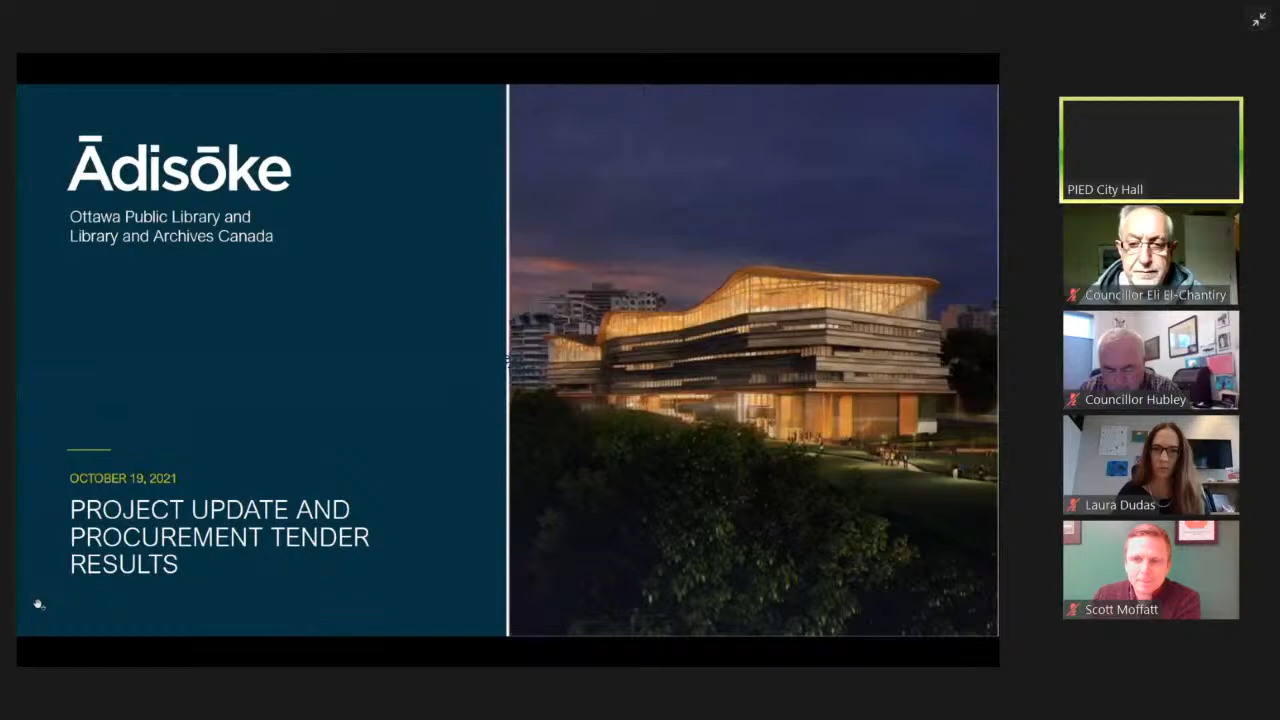 Ādisōke
Ottawa Public Library and
Library and Archives Canada
OCTOBER 19, 2021
PROJECT UPDATE AND
PROCUREMENT TENDER
RESULTS
PIED City Hall
Councillor Eli El-Chantiry
Councillor Hubley
Laura Dudas
Scott Moffatt